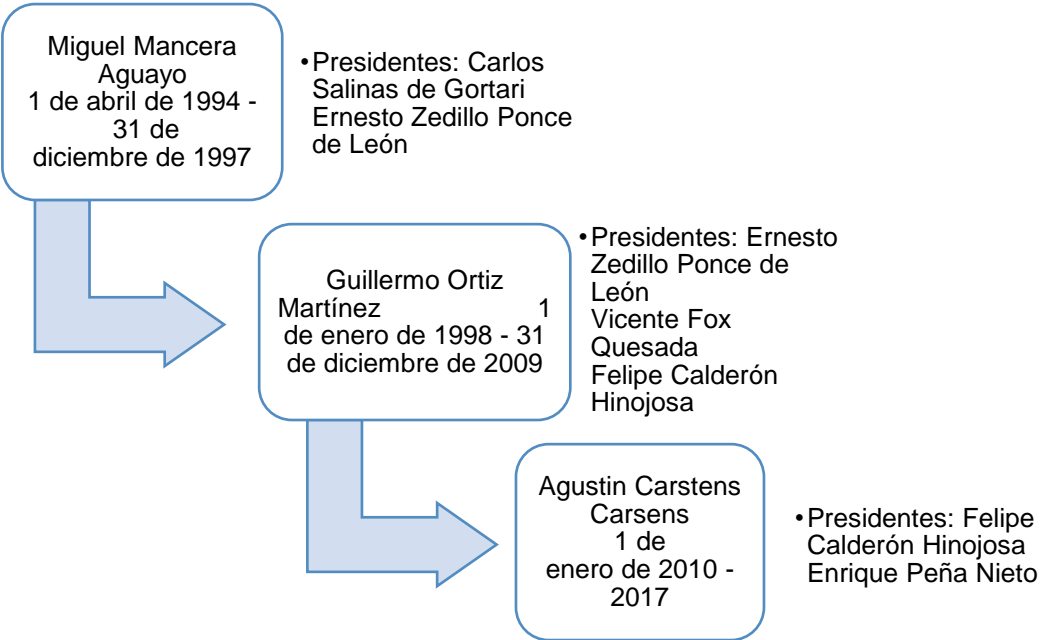 Miguel Mancera
Aguayo
1 de abril de 1994 -
31 de
diciembre de 1997
•Presidentes: Carlos
Salinas de Gortari
Ernesto Zedillo Ponce
de León
Guillermo Ortiz
Martínez 1
de enero de 1998 - 31
de diciembre de 2009
•Presidentes: Ernesto
Zedillo Ponce de
León
Vicente Fox
Quesada
Felipe Calderón
Hinojosa
Agustin Carstens
Carsens
1 de
enero de 2010 -
2017
•Presidentes: Felipe
Calderón Hinojosa
Enrique Peña Nieto